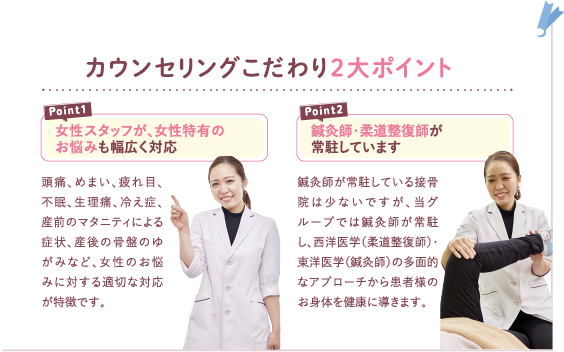 カウンセリングこだわり2大ポイント
Point1
女性スタッフが、女性特有の
お悩みも幅広く対応
頭痛、めまい、疲れ目、
不眠、生理痛、冷え症、
産前のマタニティによる
症状、産後の骨盤のゆ
がみなど、女性のお悩
みに対する適切な対応
が特徴です。
Point2
鍼灸師・柔道整復師が
常駐しています
鍼灸師が常駐している接骨
院は少ないですが、当グ
ループでは鍼灸師が常駐
し、西洋医学(柔道整復師)・
東洋医学(鍼灸師)の多面的
なアプローチから患者様の
お身体を健康に導きます。